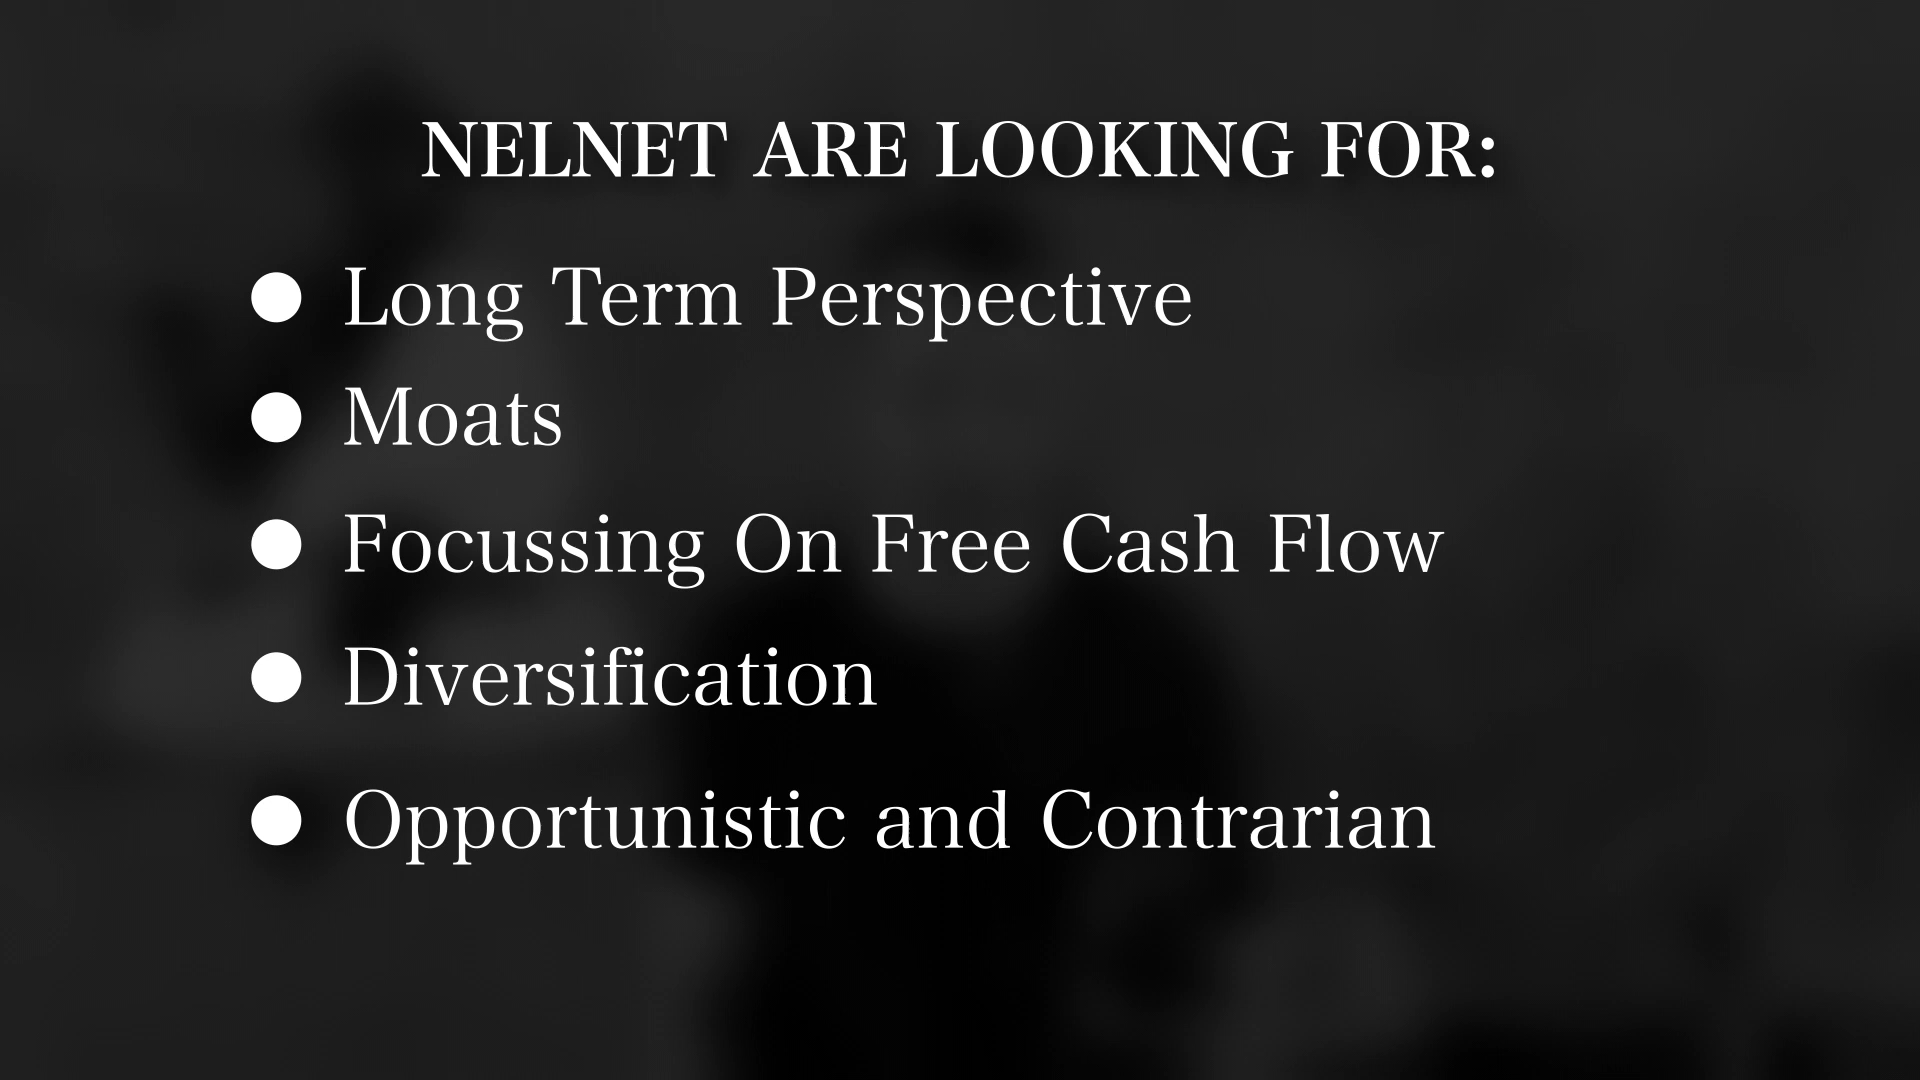 NELNET ARE LOOKING FOR:
● Long Term Perspective
● Moats
● Focussing On Free Cash Flow
● Diversification
● Opportunistic and Contrarian